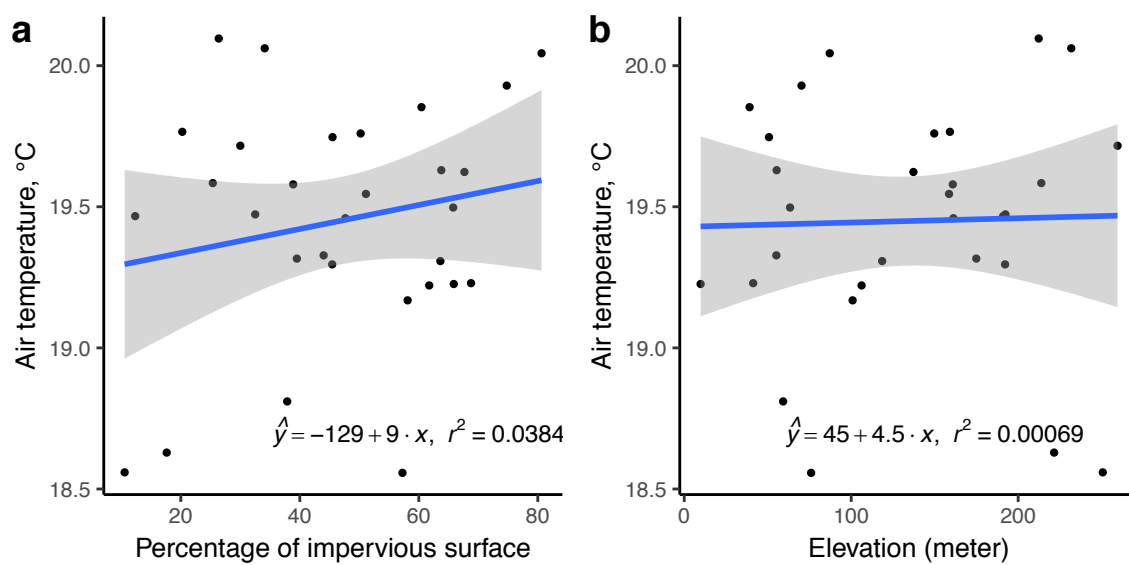 a
20.0
19.5
19.0
18.5
Air temperature, °C
ŷ = −129 + 9 · x, r² = 0.0384
20 40 60 80
Percentage of impervious surface
b
20.0
19.5
19.0
18.5
Air temperature, °C
ŷ = 45 + 4.5 · x, r² = 0.00069
0 100 200
Elevation (meter)